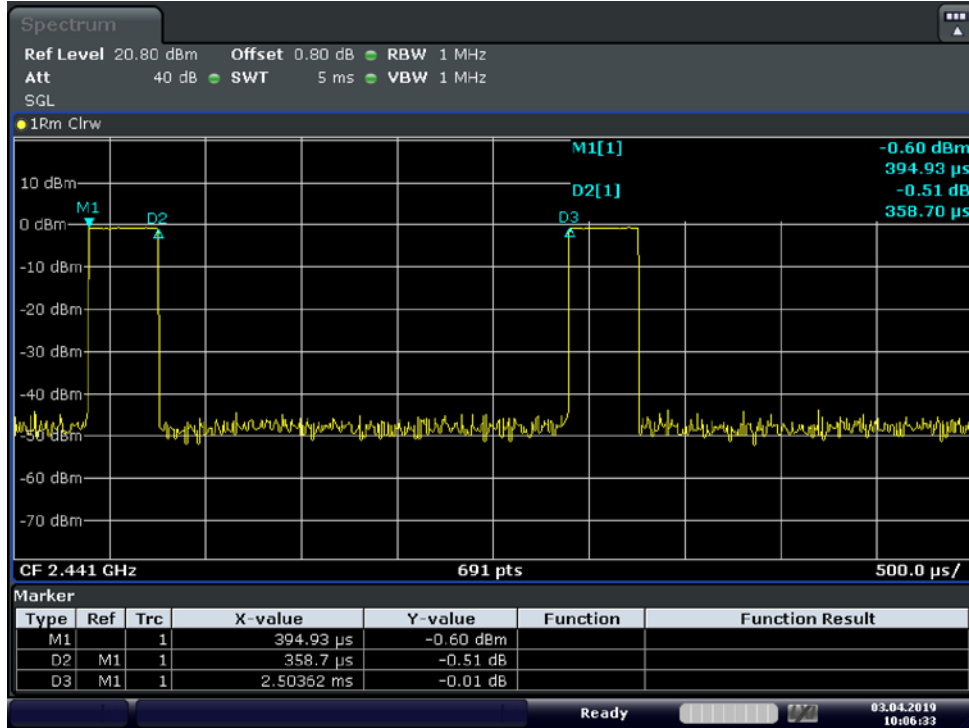 Spectrum
Ref Level 20.80 dBm Offset 0.80 dB RBW 1 MHz
Att 40 dB SWT 5 ms VBW 1 MHz
SGL
1Rm Clrw
M1[1] -0.60 dBm
394.93 µs
10 dBm
D2[1] -0.51 dB
358.70 µs
M1
D2
D3
0 dBm
-10 dBm
-20 dBm
-30 dBm
-40 dBm
-50 dBm
-60 dBm
-70 dBm
CF 2.441 GHz 691 pts 500.0 µs/
Marker
Type Ref Trc X-value Y-value Function Function Result
M1 1 394.93 µs -0.60 dBm
D2 M1 1 358.7 µs -0.51 dB
D3 M1 1 2.50362 ms -0.01 dB
Ready 03.04.2019
10:06:33